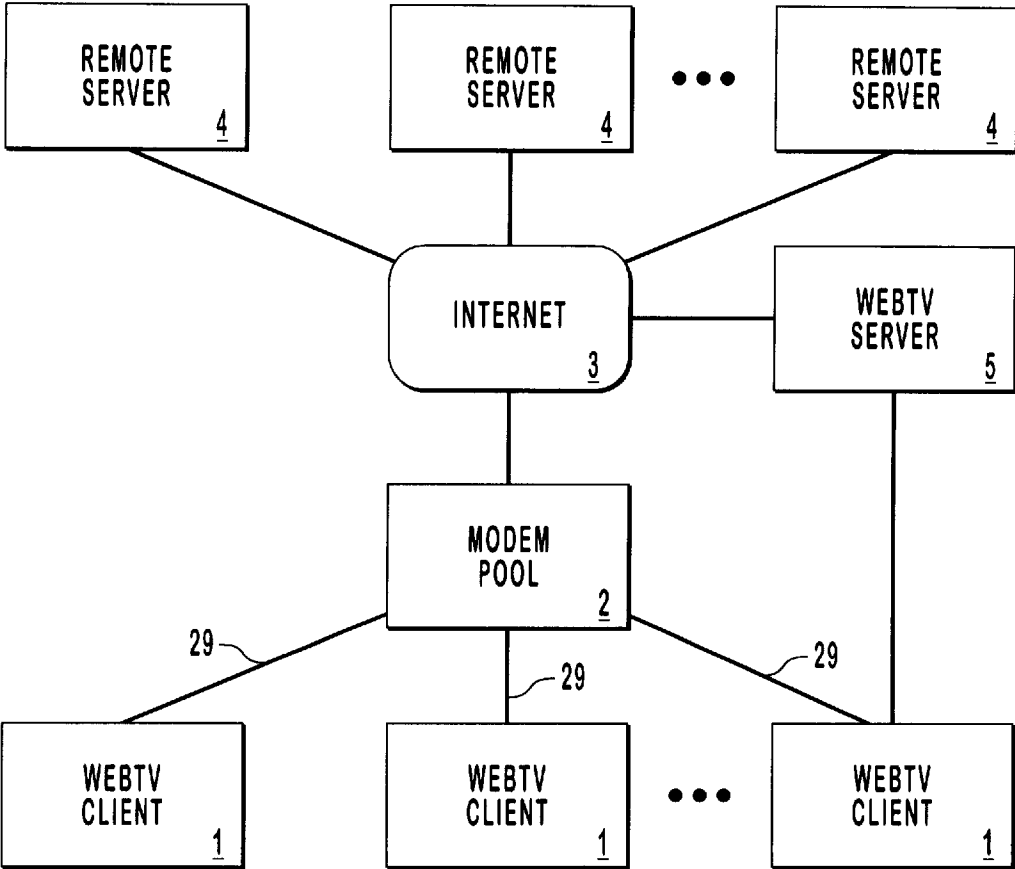 REMOTE
SERVER
4
REMOTE
SERVER
4
REMOTE
SERVER
4
INTERNET
3
WEBTV
SERVER
5
MODEM
POOL
2
29
29
29
WEBTV
CLIENT
1
WEBTV
CLIENT
1
WEBTV
CLIENT
1